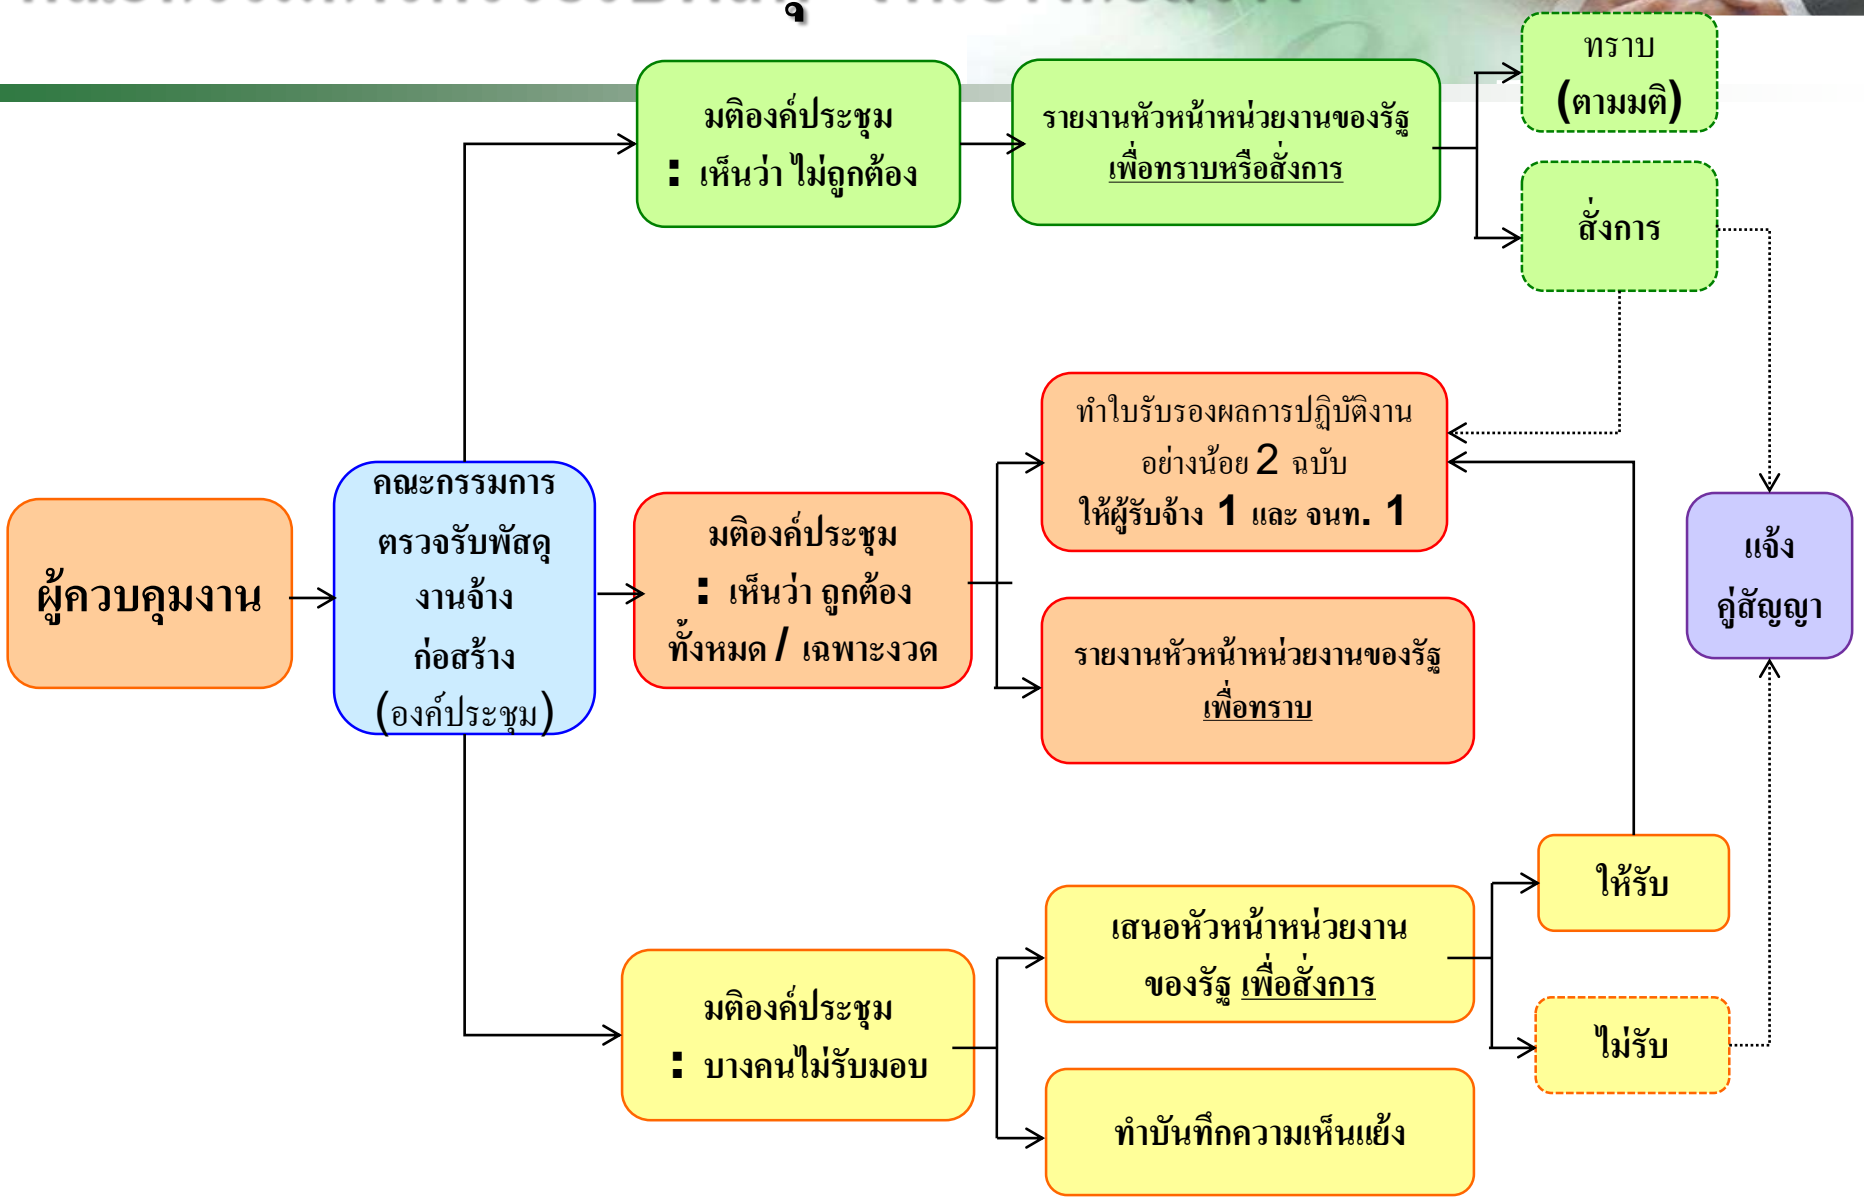 ทราบ
(ตามมติ)
มติองค์ประชุม
: เห็นว่า ไม่ถูกต้อง
รายงานหัวหน้าหน่วยงานของรัฐ
เพื่อทราบหรือสั่งการ
สั่งการ
ผู้ควบคุมงาน
คณะกรรมการ
ตรวจรับพัสดุ
งานจ้าง
ก่อสร้าง
(องค์ประชุม)
มติองค์ประชุม
: เห็นว่า ถูกต้อง
ทั้งหมด / เฉพาะงวด
ทำใบรับรองผลการปฏิบัติงาน
อย่างน้อย 2 ฉบับ
ให้ผู้รับจ้าง 1 และ จนท. 1
รายงานหัวหน้าหน่วยงานของรัฐ
เพื่อทราบ
แจ้ง
คู่สัญญา
มติองค์ประชุม
: บางคนไม่รับมอบ
เสนอหัวหน้าหน่วยงาน
ของรัฐ เพื่อสั่งการ
ทำบันทึกความเห็นแย้ง
ให้รับ
ไม่รับ